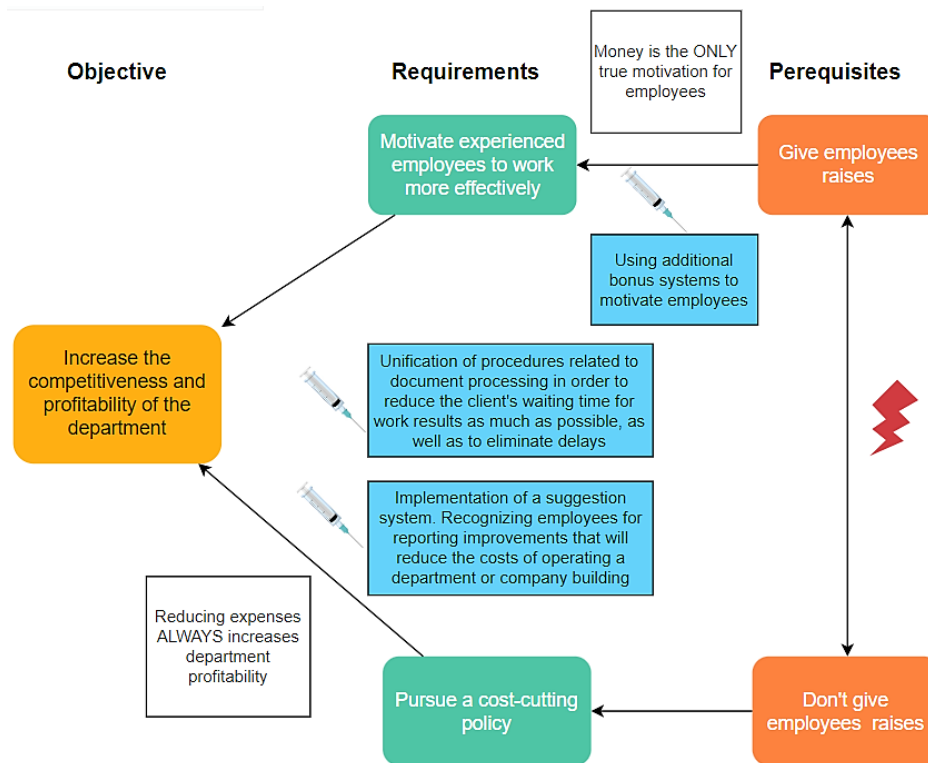 Objective
Requirements
Perequisites
Money is the ONLY
true motivation for
employees
Motivate experienced
employees to work
more effectively
Give employees
raises
Using additional
bonus systems to
motivate employees
Increase the
competitiveness and
profitability of the
department
Unification of procedures related to
document processing in order to
reduce the client's waiting time for
work results as much as possible, as
well as to eliminate delays
Implementation of a suggestion
system. Recognizing employees for
reporting improvements that will
reduce the costs of operating a
department or company building
Reducing expenses
ALWAYS increases
department
profitability
Pursue a cost-cutting
policy
Don't give
employees raises